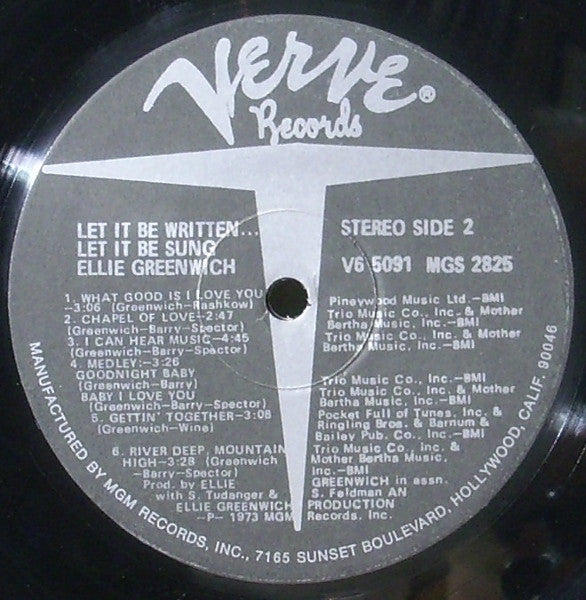 VERVE ®
Records
LET IT BE WRITTEN...
LET IT BE SUNG
ELLIE GREENWICH
STEREO SIDE 2
V6 5091 MGS 2825
1. WHAT GOOD IS I LOVE YOU
—3:06 (Greenwich-Rashkow)
2. CHAPEL OF LOVE—2:47
(Greenwich-Barry-Spector)
3. I CAN HEAR MUSIC—4:45
(Greenwich-Barry-Spector)
4. MEDLEY:—3:26
GOODNIGHT BABY
(Greenwich-Barry)
BABY I LOVE YOU
(Greenwich-Barry-Spector)
5. GETTIN' TOGETHER—3:08
(Greenwich-Wine)
6. RIVER DEEP, MOUNTAIN
HIGH—3:28 (Greenwich
—Barry-Spector)
Pineywood Music Ltd.—BMI
Trio Music Co., Inc. & Mother
Bertha Music, Inc.—BMI
Trio Music Co., Inc. & Mother
Bertha Music, Inc.—BMI
Trio Music Co., Inc.—BMI
Trio Music Co., Inc. & Mother
Bertha Music, Inc.—BMI
Pocket Full of Tunes, Inc. &
Ringling Bros. & Barnum &
Bailey Pub. Co., Inc.—BMI
Trio Music Co., Inc. &
Mother Bertha Music,
Inc.—BMI
Prod. by ELLIE GREENWICH in assn.
with S. Tudanger & S. Feldman AN
ELLIE GREENWICH PRODUCTION
—P— 1973 MGM Records, Inc.
MANUFACTURED BY MGM RECORDS, INC., 7165 SUNSET BOULEVARD, HOLLYWOOD, CALIF. 90046